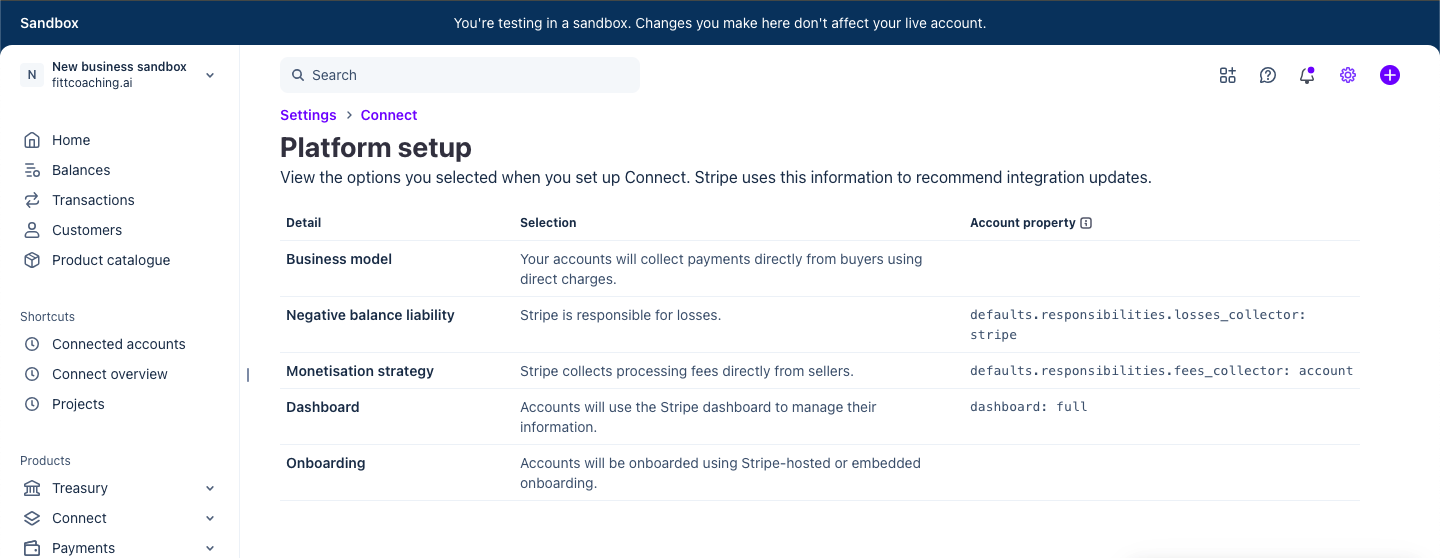 Sandbox
You're testing in a sandbox. Changes you make here don't affect your live account.
N
New business sandbox
fittcoaching.ai
Search
Home
Balances
Transactions
Customers
Product catalogue
Shortcuts
Connected accounts
Connect overview
Projects
Products
Treasury
Connect
Payments
Settings > Connect
Platform setup
View the options you selected when you set up Connect. Stripe uses this information to recommend integration updates.
Detail Selection Account property
Business model Your accounts will collect payments directly from buyers using
direct charges.
Negative balance liability Stripe is responsible for losses. defaults.responsibilities.losses_collector:
stripe
Monetisation strategy Stripe collects processing fees directly from sellers. defaults.responsibilities.fees_collector: account
Dashboard Accounts will use the Stripe dashboard to manage their dashboard: full
information.
Onboarding Accounts will be onboarded using Stripe-hosted or embedded
onboarding.